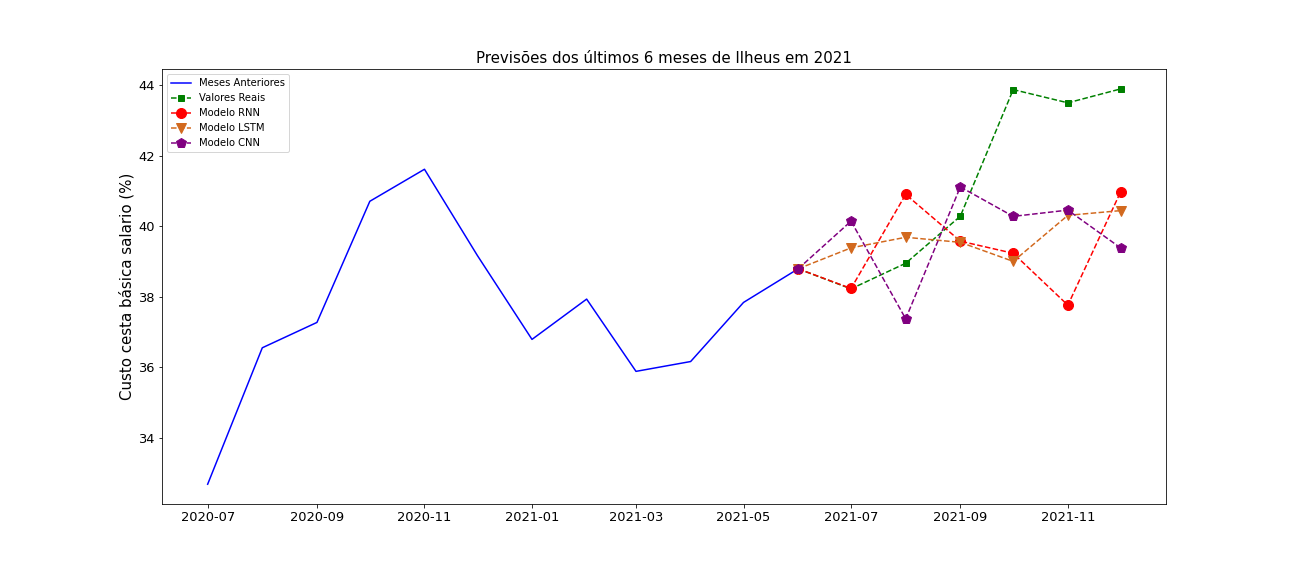 Previsões dos últimos 6 meses de Ilheus em 2021
Meses Anteriores
Valores Reais
Modelo RNN
Modelo LSTM
Modelo CNN
Custo cesta básica salario (%)
44
42
40
38
36
34
2020-07 2020-09 2020-11 2021-01 2021-03 2021-05 2021-07 2021-09 2021-11